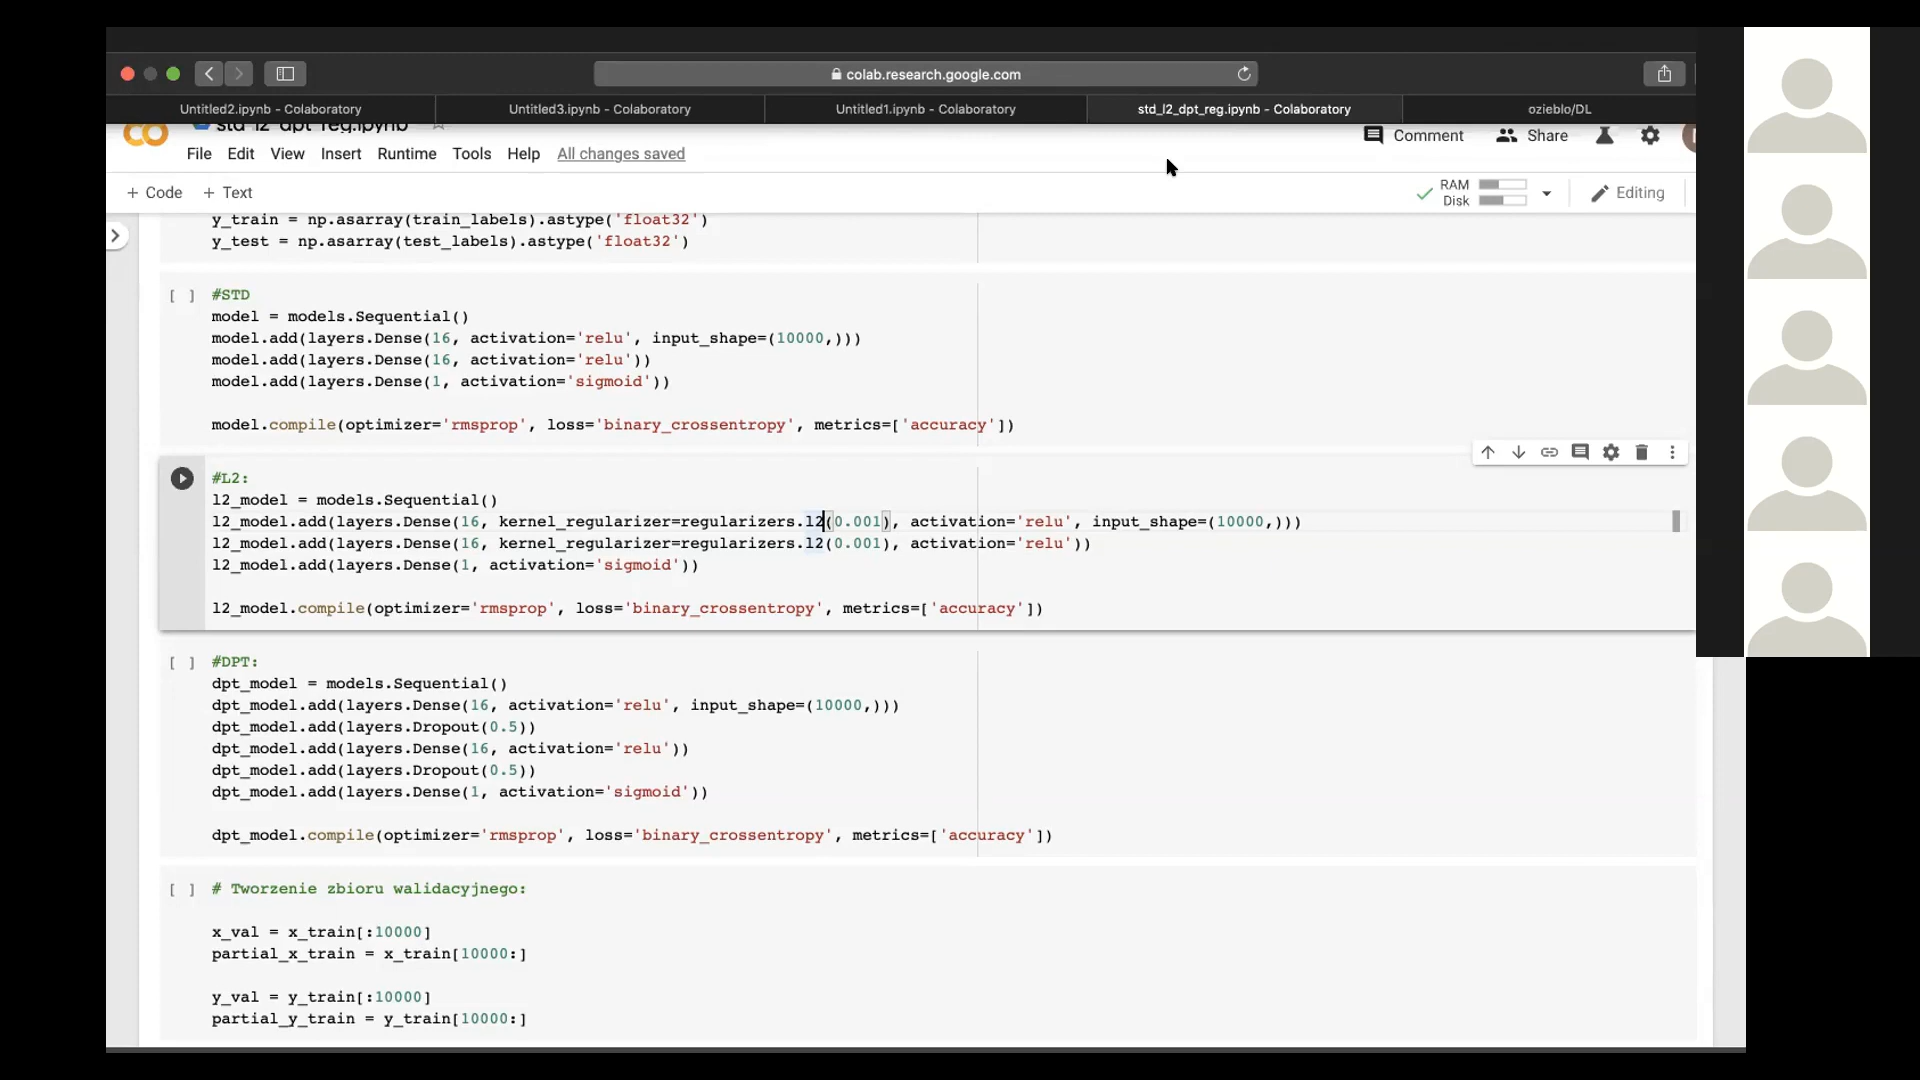 colab.research.google.com
Untitled2.ipynb - Colaboratory
Untitled3.ipynb - Colaboratory
Untitled1.ipynb - Colaboratory
std_l2_dpt_reg.ipynb - Colaboratory
ozieblo/DL
std_l2_dpt_reg.ipynb
File Edit View Insert Runtime Tools Help All changes saved
Comment Share
+ Code + Text
RAM
Disk
Editing
y_train = np.asarray(train_labels).astype('float32')
y_test = np.asarray(test_labels).astype('float32')
[ ] #STD
model = models.Sequential()
model.add(layers.Dense(16, activation='relu', input_shape=(10000,)))
model.add(layers.Dense(16, activation='relu'))
model.add(layers.Dense(1, activation='sigmoid'))
model.compile(optimizer='rmsprop', loss='binary_crossentropy', metrics=['accuracy'])
#L2:
l2_model = models.Sequential()
l2_model.add(layers.Dense(16, kernel_regularizer=regularizers.l2(0.001), activation='relu', input_shape=(10000,)))
l2_model.add(layers.Dense(16, kernel_regularizer=regularizers.l2(0.001), activation='relu'))
l2_model.add(layers.Dense(1, activation='sigmoid'))
l2_model.compile(optimizer='rmsprop', loss='binary_crossentropy', metrics=['accuracy'])
[ ] #DPT:
dpt_model = models.Sequential()
dpt_model.add(layers.Dense(16, activation='relu', input_shape=(10000,)))
dpt_model.add(layers.Dropout(0.5))
dpt_model.add(layers.Dense(16, activation='relu'))
dpt_model.add(layers.Dropout(0.5))
dpt_model.add(layers.Dense(1, activation='sigmoid'))
dpt_model.compile(optimizer='rmsprop', loss='binary_crossentropy', metrics=['accuracy'])
[ ] # Tworzenie zbioru walidacyjnego:
x_val = x_train[:10000]
partial_x_train = x_train[10000:]
y_val = y_train[:10000]
partial_y_train = y_train[10000:]